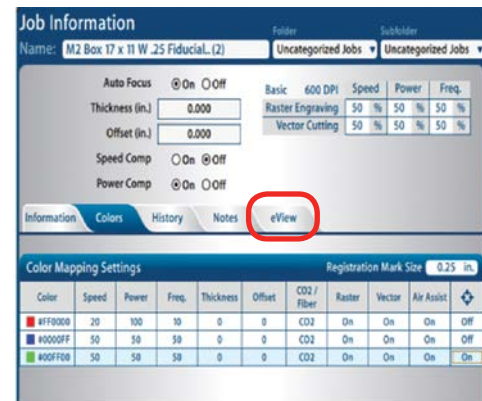 Job Information
Folder
Subfolder
Name: M2 Box 17 x 11 W .25 Fiducial.. (2)
Uncategorized Jobs
Uncategorized Jobs
Auto Focus On Off
Thickness (in.) 0.000
Offset (in.) 0.000
Speed Comp On Off
Power Comp On Off
Basic 600 DPI Speed Power Freq.
Raster Engraving 50 % 50 % 50 %
Vector Cutting 50 % 50 % 50 %
Information Colors History Notes eView
Color Mapping Settings Registration Mark Size 0.25 in.
Color Speed Power Freq. Thickness Offset CO2 / Fiber Raster Vector Air Assist
#FF0000 20 100 10 0 0 CO2 On On On Off
#0000FF 50 50 50 0 0 CO2 On On On Off
#00FF00 50 50 50 0 0 CO2 On On On On